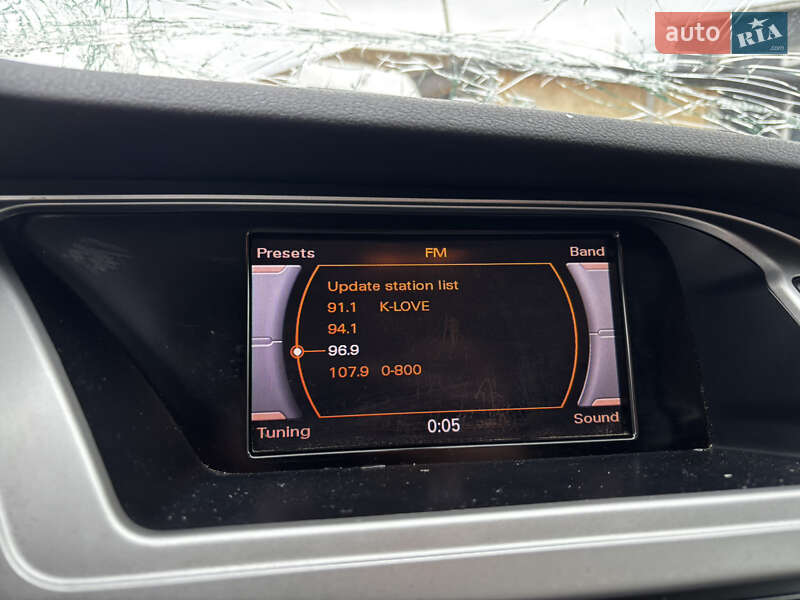 auto RIA .com
Presets FM Band
Update station list
91.1 K-LOVE
94.1
96.9
107.9 0-800
Tuning 0:05 Sound